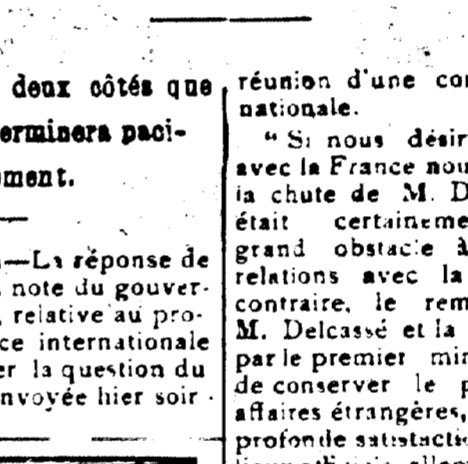 deux côtés que
erminera paci-
ment.
—La réponse de
note du gouver-
, relative au pro-
ce internationale
er la question du
nvoyée hier soir
réunion d'une con
nationale.
“ Si nous désir
avec la France nou
la chute de M. D
était certaineme
grand obstacle à
relations avec la
contraire, le rem
M. Delcassé et la
par le premier min
de conserver le p
affaires étrangères,
profonde satisfacti